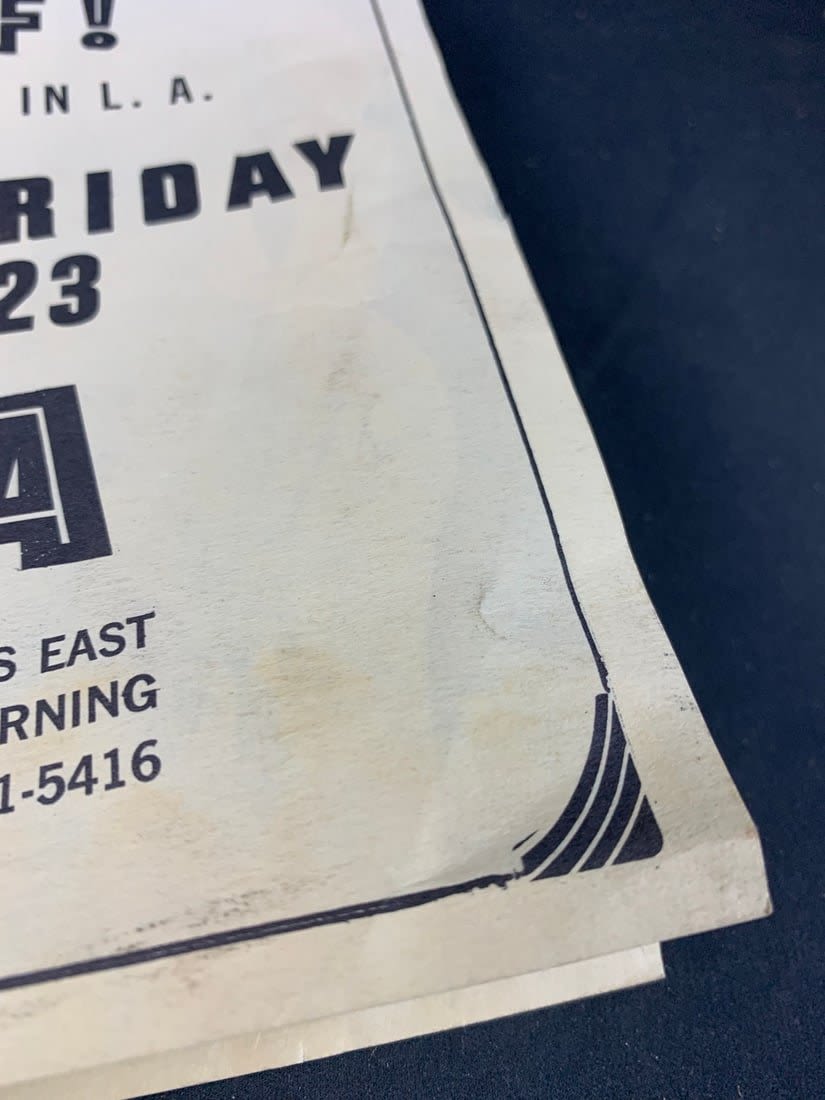 F!
IN L. A.
RIDAY
23
A
S EAST
RNING
1-5416